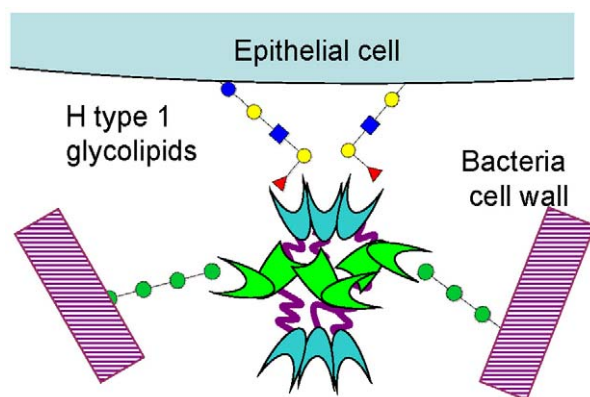 Epithelial cell
H type 1
glycolipids
Bacteria
cell wall